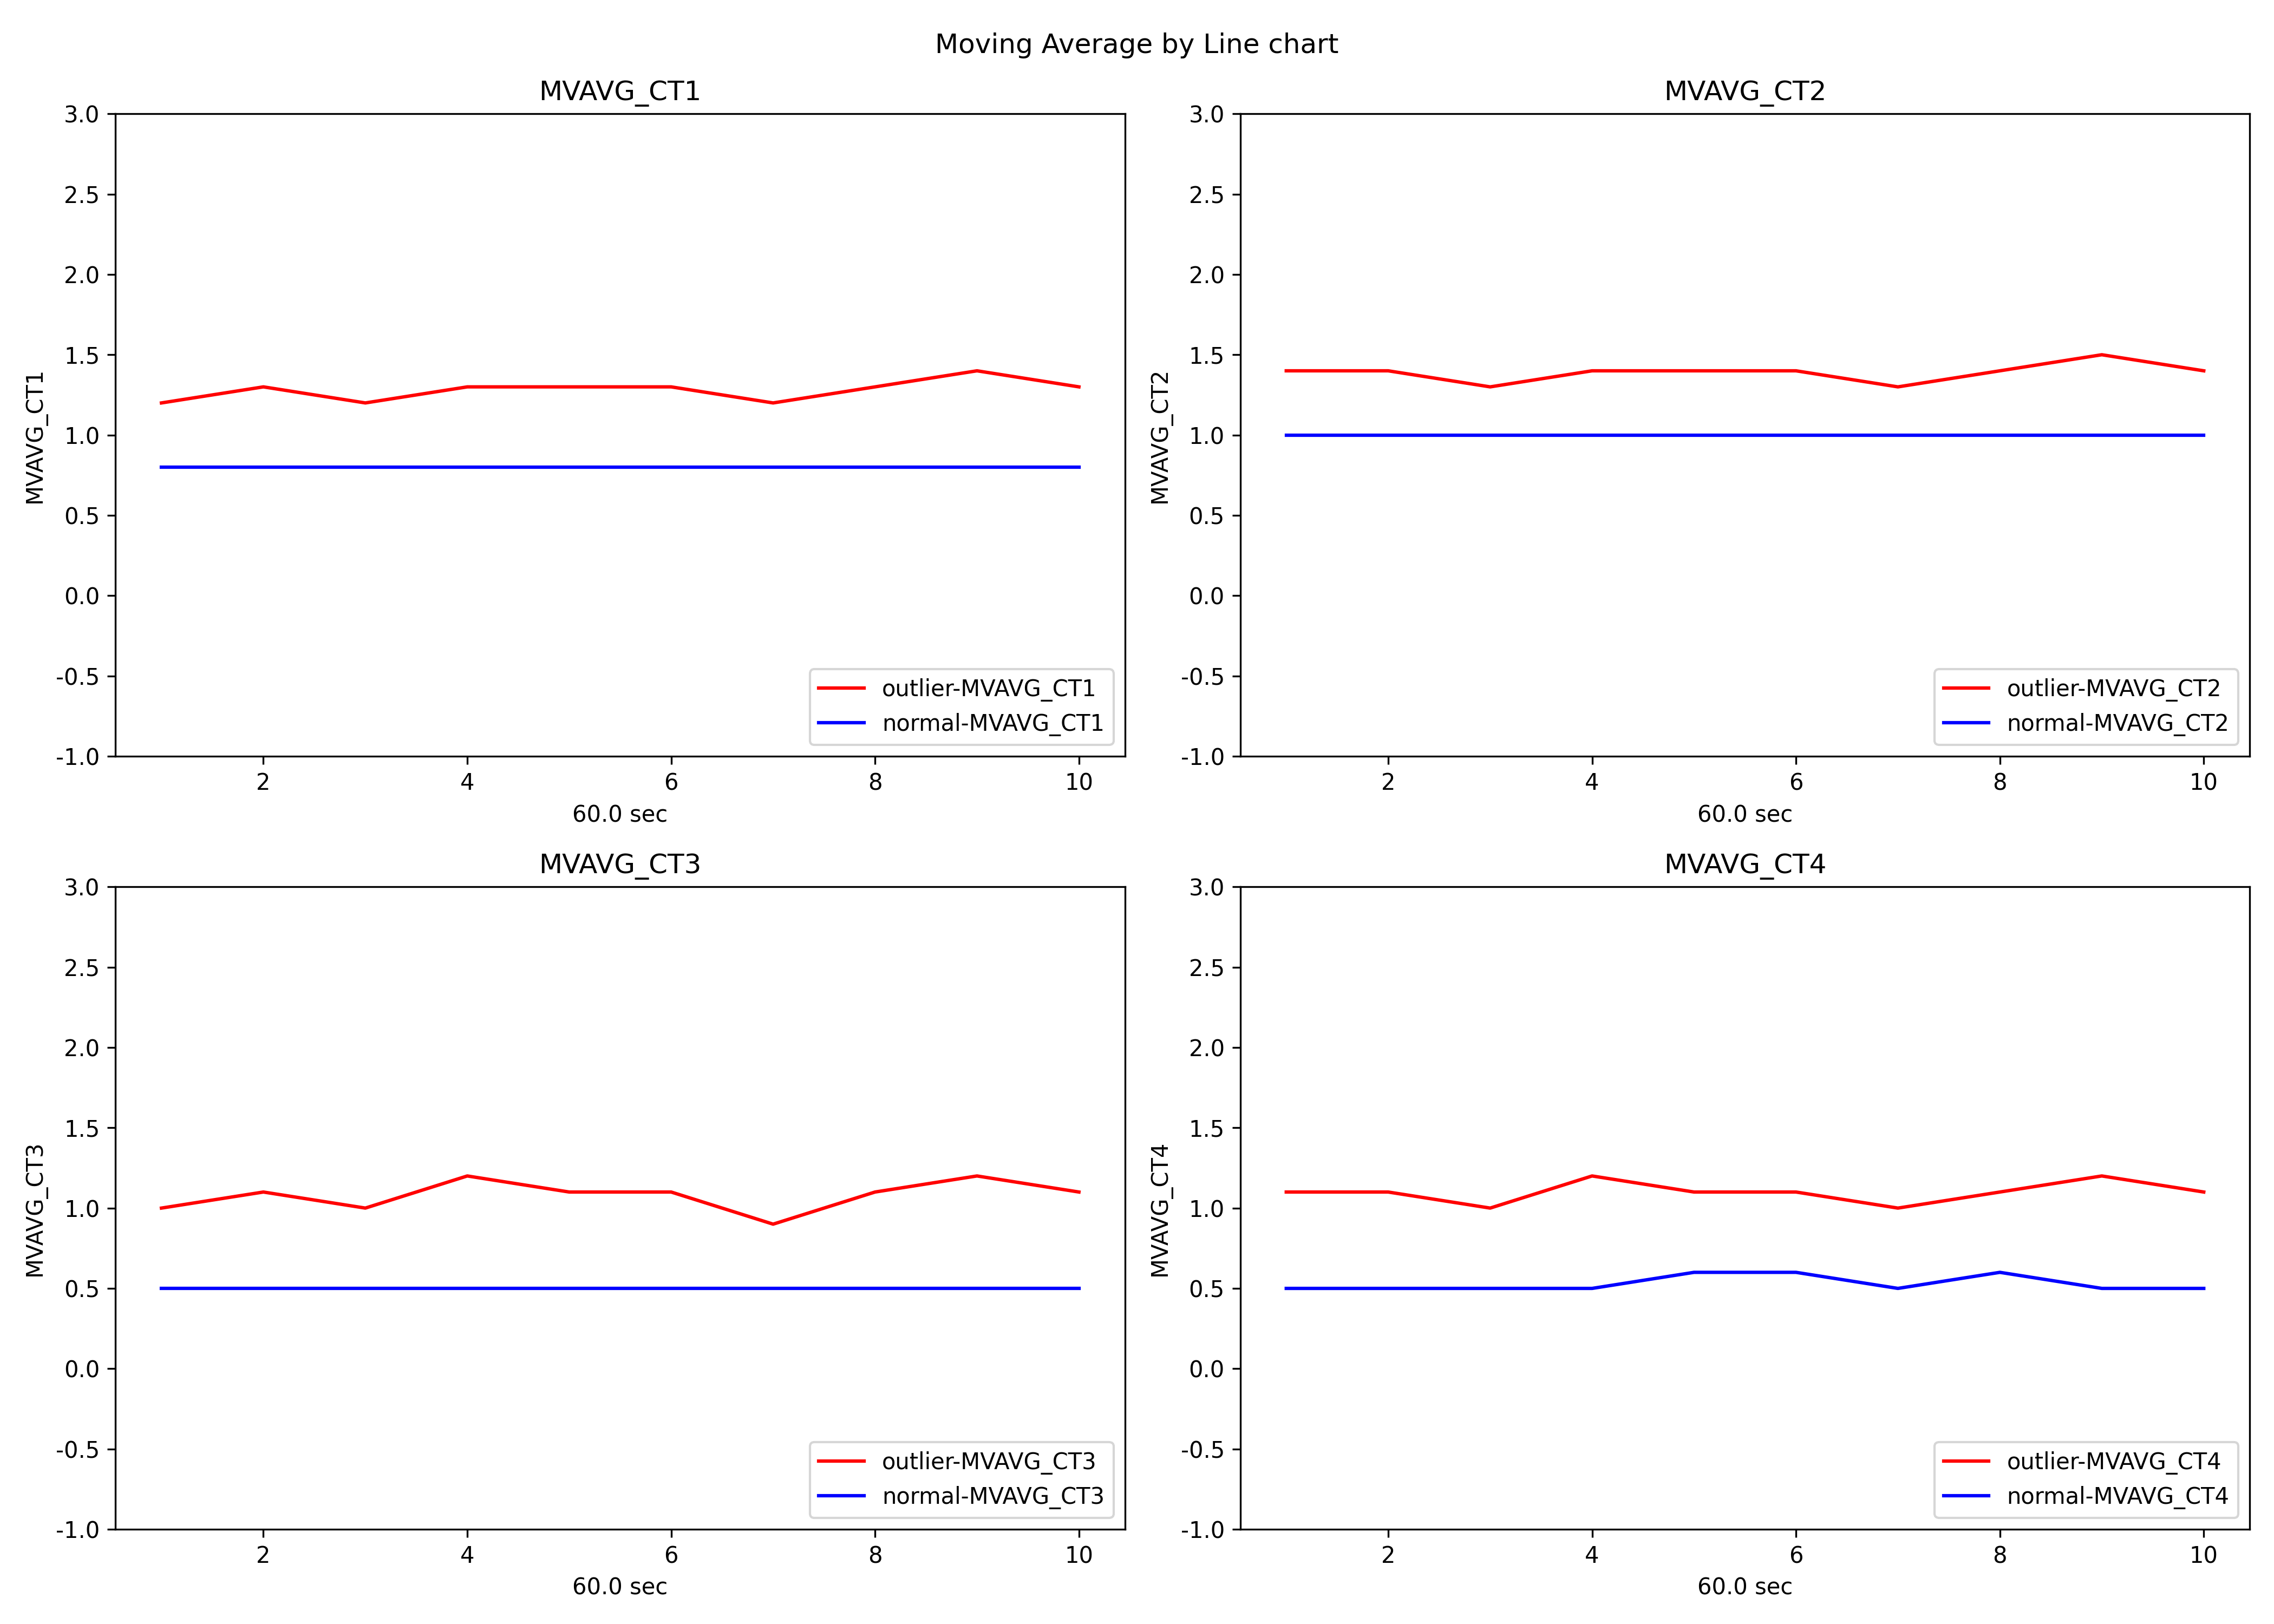 Moving Average by Line chart
MVAVG_CT1
MVAVG_CT1
3.0
2.5
2.0
1.5
1.0
0.5
0.0
-0.5
-1.0
outlier-MVAVG_CT1
normal-MVAVG_CT1
2 4 6 8 10
60.0 sec
MVAVG_CT2
MVAVG_CT2
3.0
2.5
2.0
1.5
1.0
0.5
0.0
-0.5
-1.0
outlier-MVAVG_CT2
normal-MVAVG_CT2
2 4 6 8 10
60.0 sec
MVAVG_CT3
MVAVG_CT3
3.0
2.5
2.0
1.5
1.0
0.5
0.0
-0.5
-1.0
outlier-MVAVG_CT3
normal-MVAVG_CT3
2 4 6 8 10
60.0 sec
MVAVG_CT4
MVAVG_CT4
3.0
2.5
2.0
1.5
1.0
0.5
0.0
-0.5
-1.0
outlier-MVAVG_CT4
normal-MVAVG_CT4
2 4 6 8 10
60.0 sec